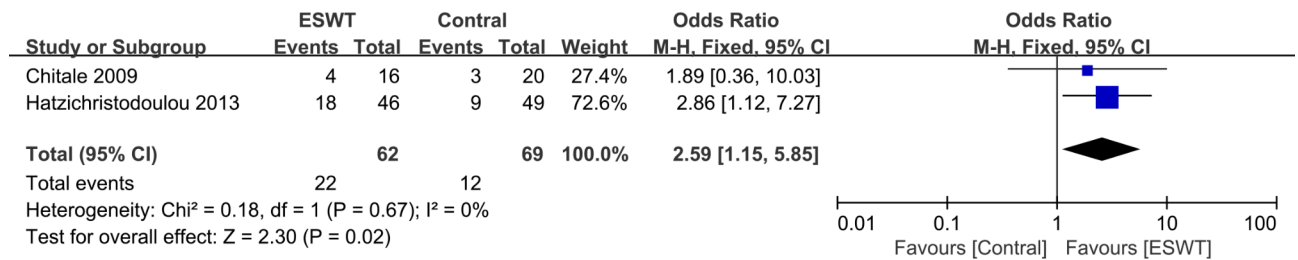 ESWT Contral Odds Ratio Odds Ratio
Study or Subgroup Events Total Events Total Weight M-H, Fixed, 95% CI M-H, Fixed, 95% CI
Chitale 2009 4 16 3 20 27.4% 1.89 [0.36, 10.03]
Hatzichristodoulou 2013 18 46 9 49 72.6% 2.86 [1.12, 7.27]
Total (95% CI) 62 69 100.0% 2.59 [1.15, 5.85]
Total events 22 12
Heterogeneity: Chi² = 0.18, df = 1 (P = 0.67); I² = 0%
Test for overall effect: Z = 2.30 (P = 0.02)
0.01 0.1 1 10 100
Favours [Contral] Favours [ESWT]